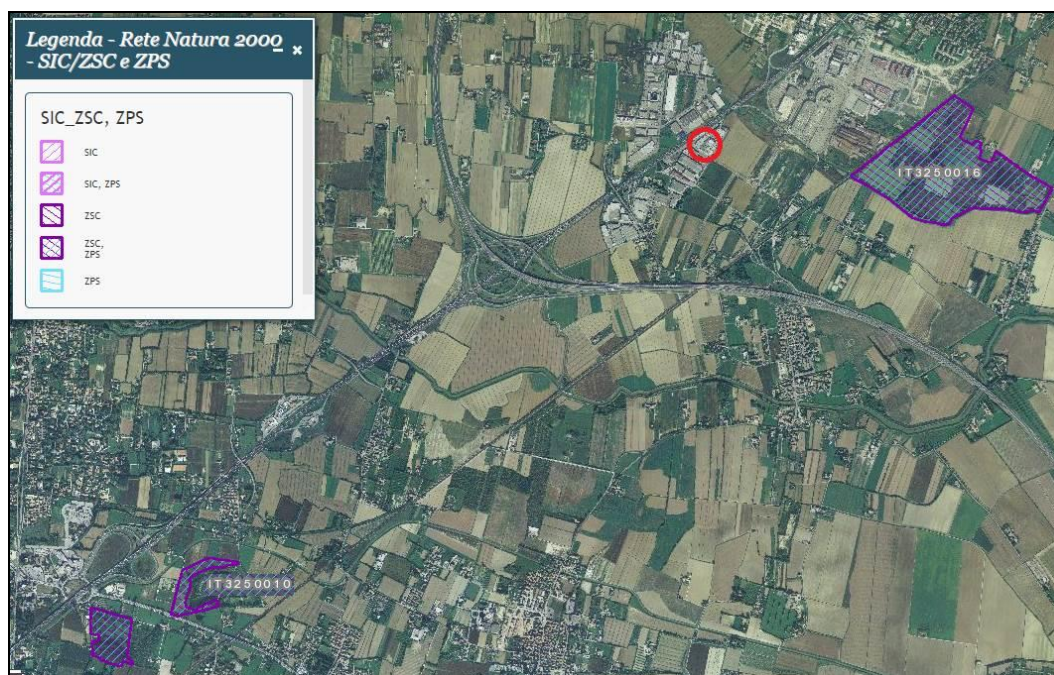 Legenda - Rete Natura 2000
- SIC/ZSC e ZPS
SIC_ZSC, ZPS
SIC
SIC, ZPS
ZSC
ZSC,
ZPS
ZPS
IT3250016
IT3250010